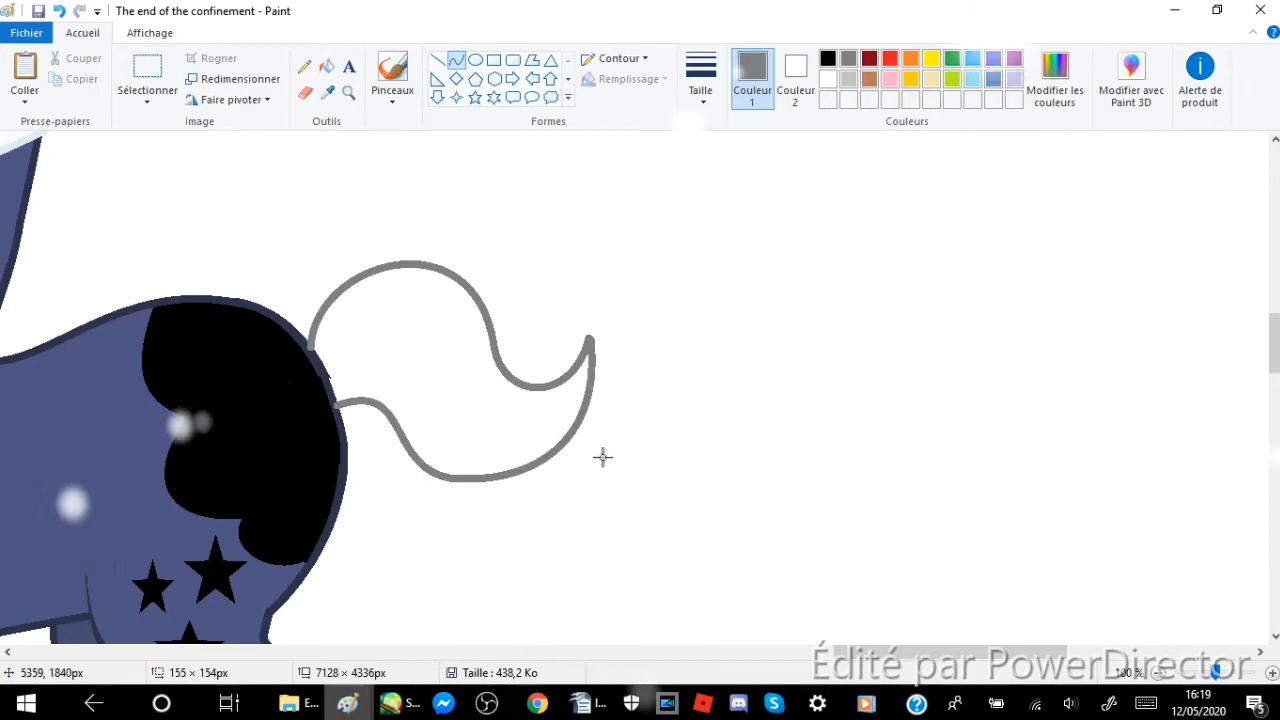 The end of the confinement - Paint
Fichier Accueil Affichage
Coller
Couper
Copier
Presse-papiers
Sélectionner
Rogner
Redimensionner
Faire pivoter
Image
A
Outils
Pinceaux
Contour
Remplissage
Formes
Taille
Couleur 1
Couleur 2
Modifier les couleurs
Couleurs
Modifier avec Paint 3D
Alerte de produit
Édité par PowerDirector
5359, 1840px
155 × 154px
7128 × 4336px
Taille : 438,2 Ko
100 %
E...
S...
I...
16:19
12/05/2020
5